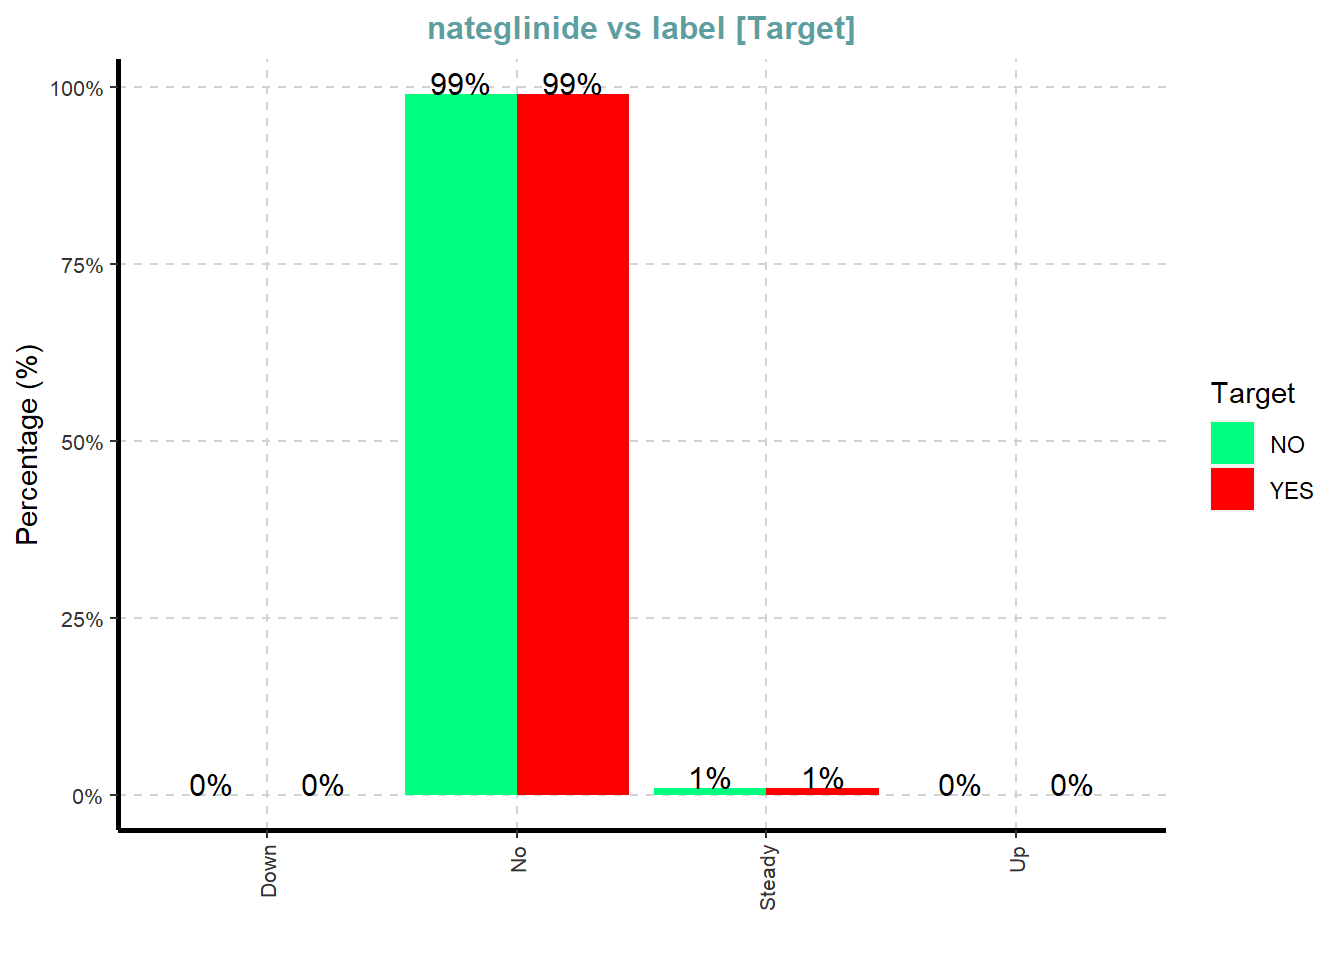 nateglinide vs label [Target]
Percentage (%)
100%
75%
50%
25%
0%
0% 0% 99% 99% 1% 1% 0% 0%
Down No Steady Up
Target
NO
YES